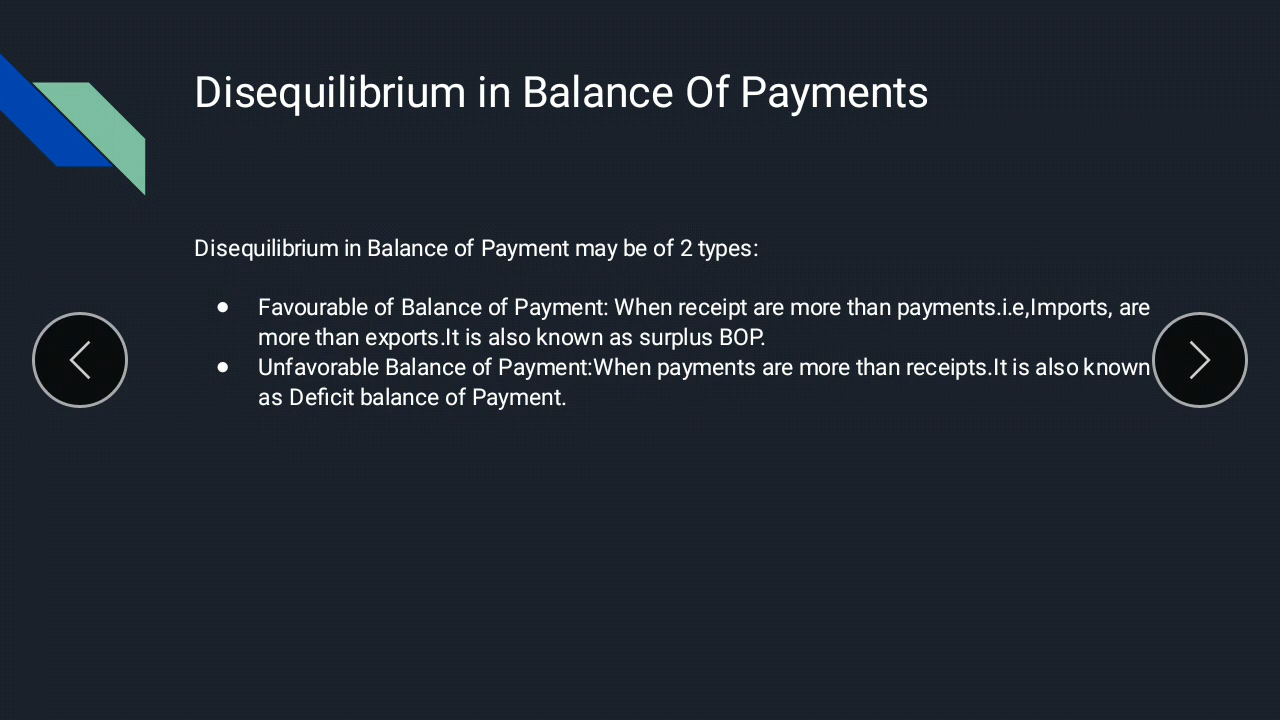 Disequilibrium in Balance Of Payments
Disequilibrium in Balance of Payment may be of 2 types:
● Favourable of Balance of Payment: When receipt are more than payments.i.e,Imports, are
more than exports.It is also known as surplus BOP.
● Unfavorable Balance of Payment:When payments are more than receipts.It is also known
as Deficit balance of Payment.